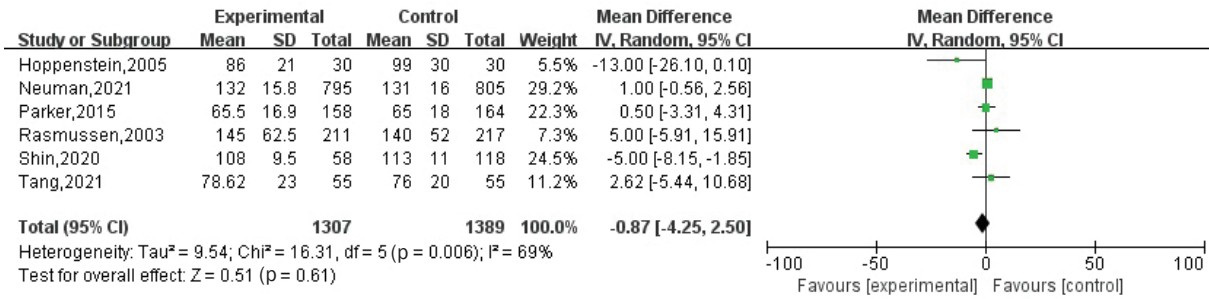 Experimental Control Mean Difference Mean Difference
Study or Subgroup Mean SD Total Mean SD Total Weight IV, Random, 95% CI IV, Random, 95% CI
Hoppenstein,2005 86 21 30 99 30 30 5.5% -13.00 [-26.10, 0.10]
Neuman,2021 132 15.8 795 131 16 805 29.2% 1.00 [-0.56, 2.56]
Parker,2015 65.5 16.9 158 65 18 164 22.3% 0.50 [-3.31, 4.31]
Rasmussen,2003 145 62.5 211 140 52 217 7.3% 5.00 [-5.91, 15.91]
Shin,2020 108 9.5 58 113 11 118 24.5% -5.00 [-8.15, -1.85]
Tang,2021 78.62 23 55 76 20 55 11.2% 2.62 [-5.44, 10.68]
Total (95% CI) 1307 1389 100.0% -0.87 [-4.25, 2.50]
Heterogeneity: Tau² = 9.54; Chi² = 16.31, df = 5 (p = 0.006); I² = 69%
Test for overall effect: Z = 0.51 (p = 0.61)
-100 -50 0 50 100
Favours [experimental] Favours [control]